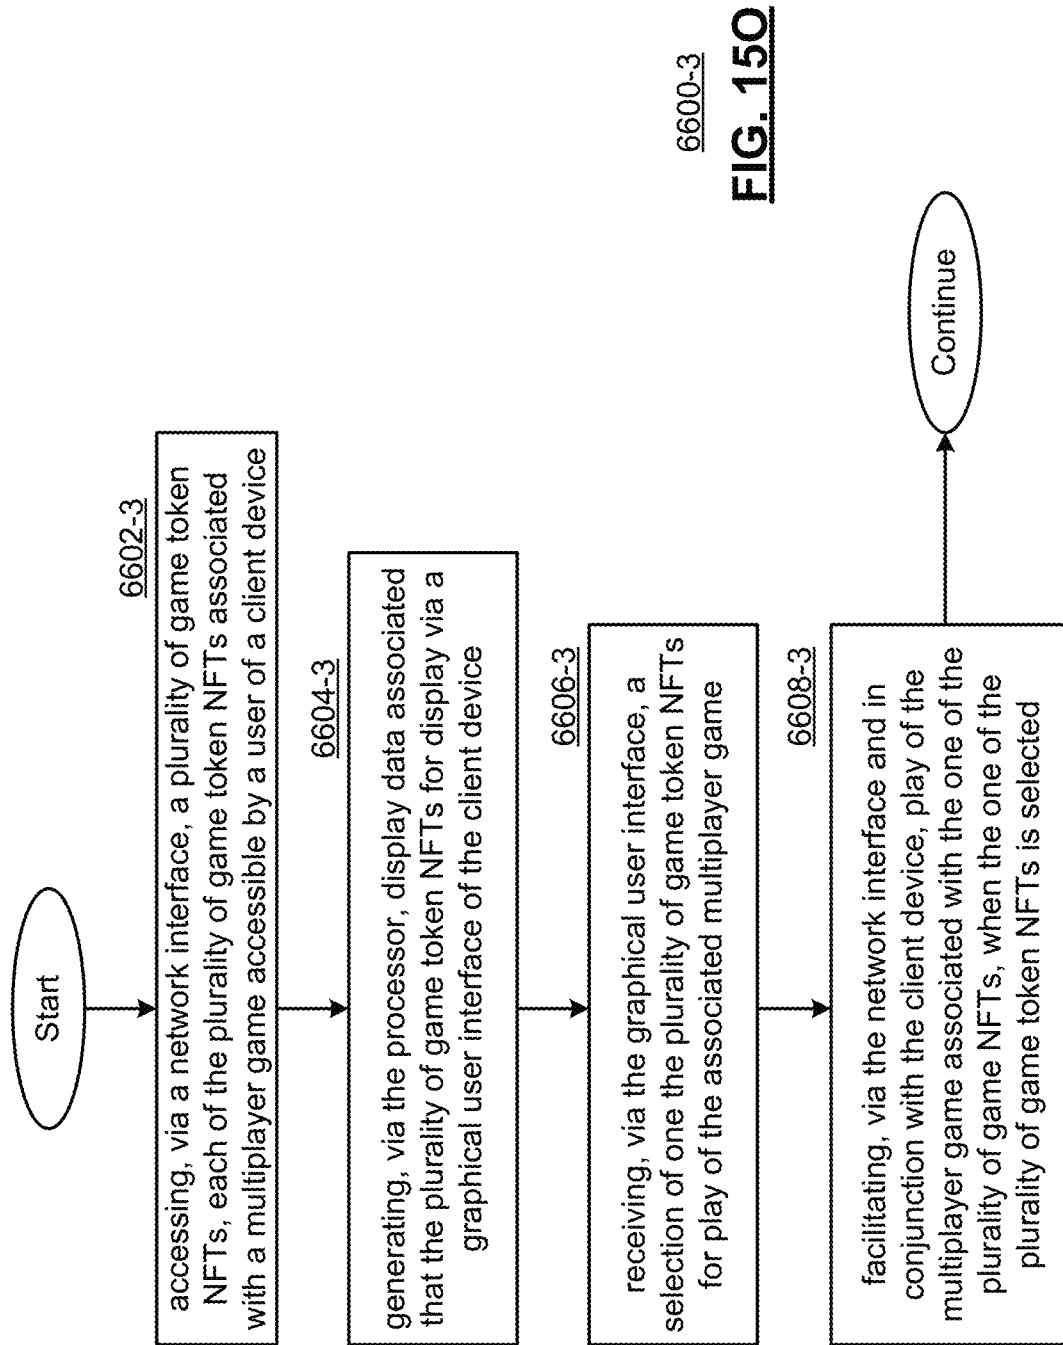 Start
6602-3
accessing, via a network interface, a plurality of game token
NFTs, each of the plurality of game token NFTs associated
with a multiplayer game accessible by a user of a client device
6604-3
generating, via the processor, display data associated
that the plurality of game token NFTs for display via a
graphical user interface of the client device
6606-3
receiving, via the graphical user interface, a
selection of one the plurality of game token NFTs
for play of the associated multiplayer game
6608-3
facilitating, via the network interface and in
conjunction with the client device, play of the
multiplayer game associated with the one of the
plurality of game NFTs, when the one of the
plurality of game token NFTs is selected
Continue
6600-3
FIG. 15O